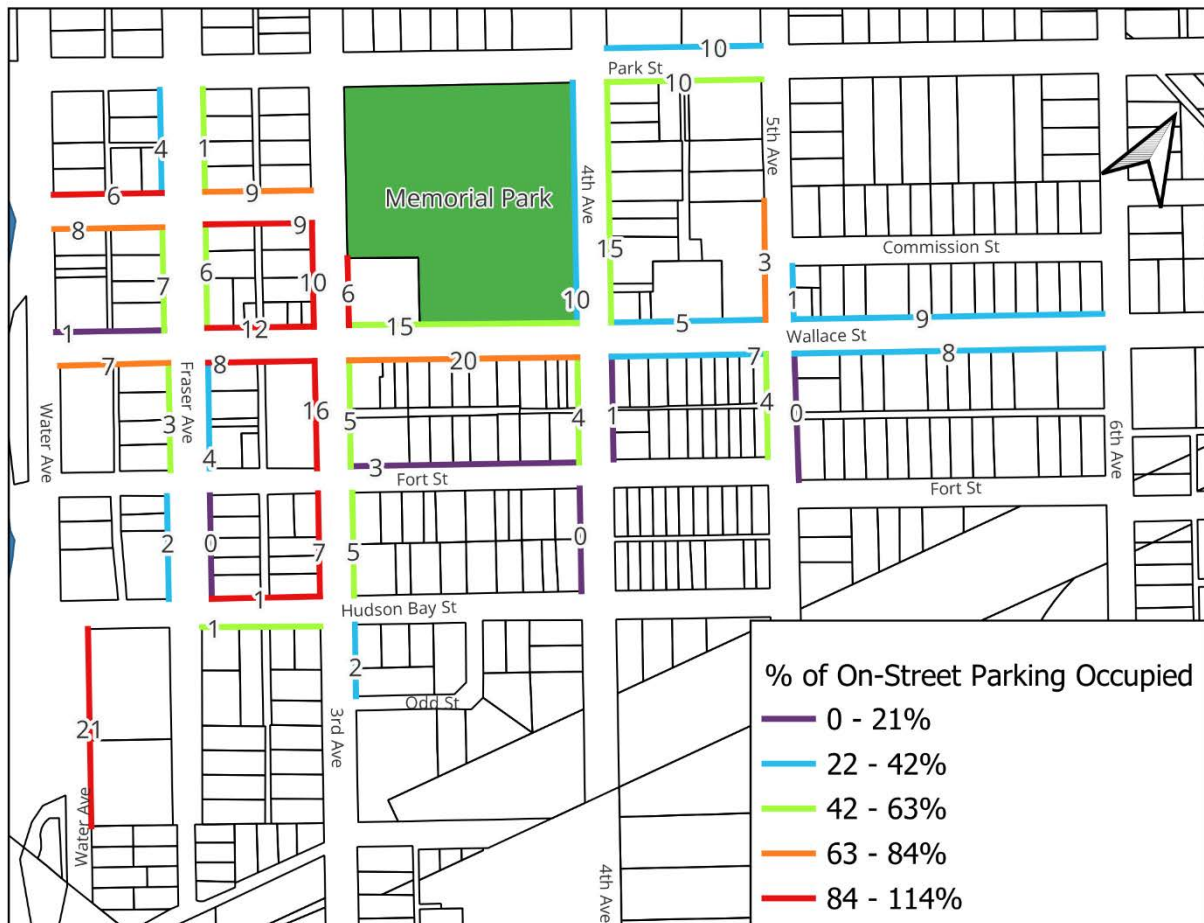 10
Park St
10
4
1
5th Ave
6
9
4th Ave
Memorial Park
8
9
15
Commission St
7
6
10
6
10
3
1
1
12
15
5
9
Wallace St
7
8
20
7
8
Fraser Ave
Water Ave
3
16
5
4
1
4
0
6th Ave
4
3
Fort St
Fort St
2
0
7
5
0
1
Hudson Bay St
1
2
Odd St
21
3rd Ave
Water Ave
4th Ave
% of On-Street Parking Occupied
0 - 21%
22 - 42%
42 - 63%
63 - 84%
84 - 114%